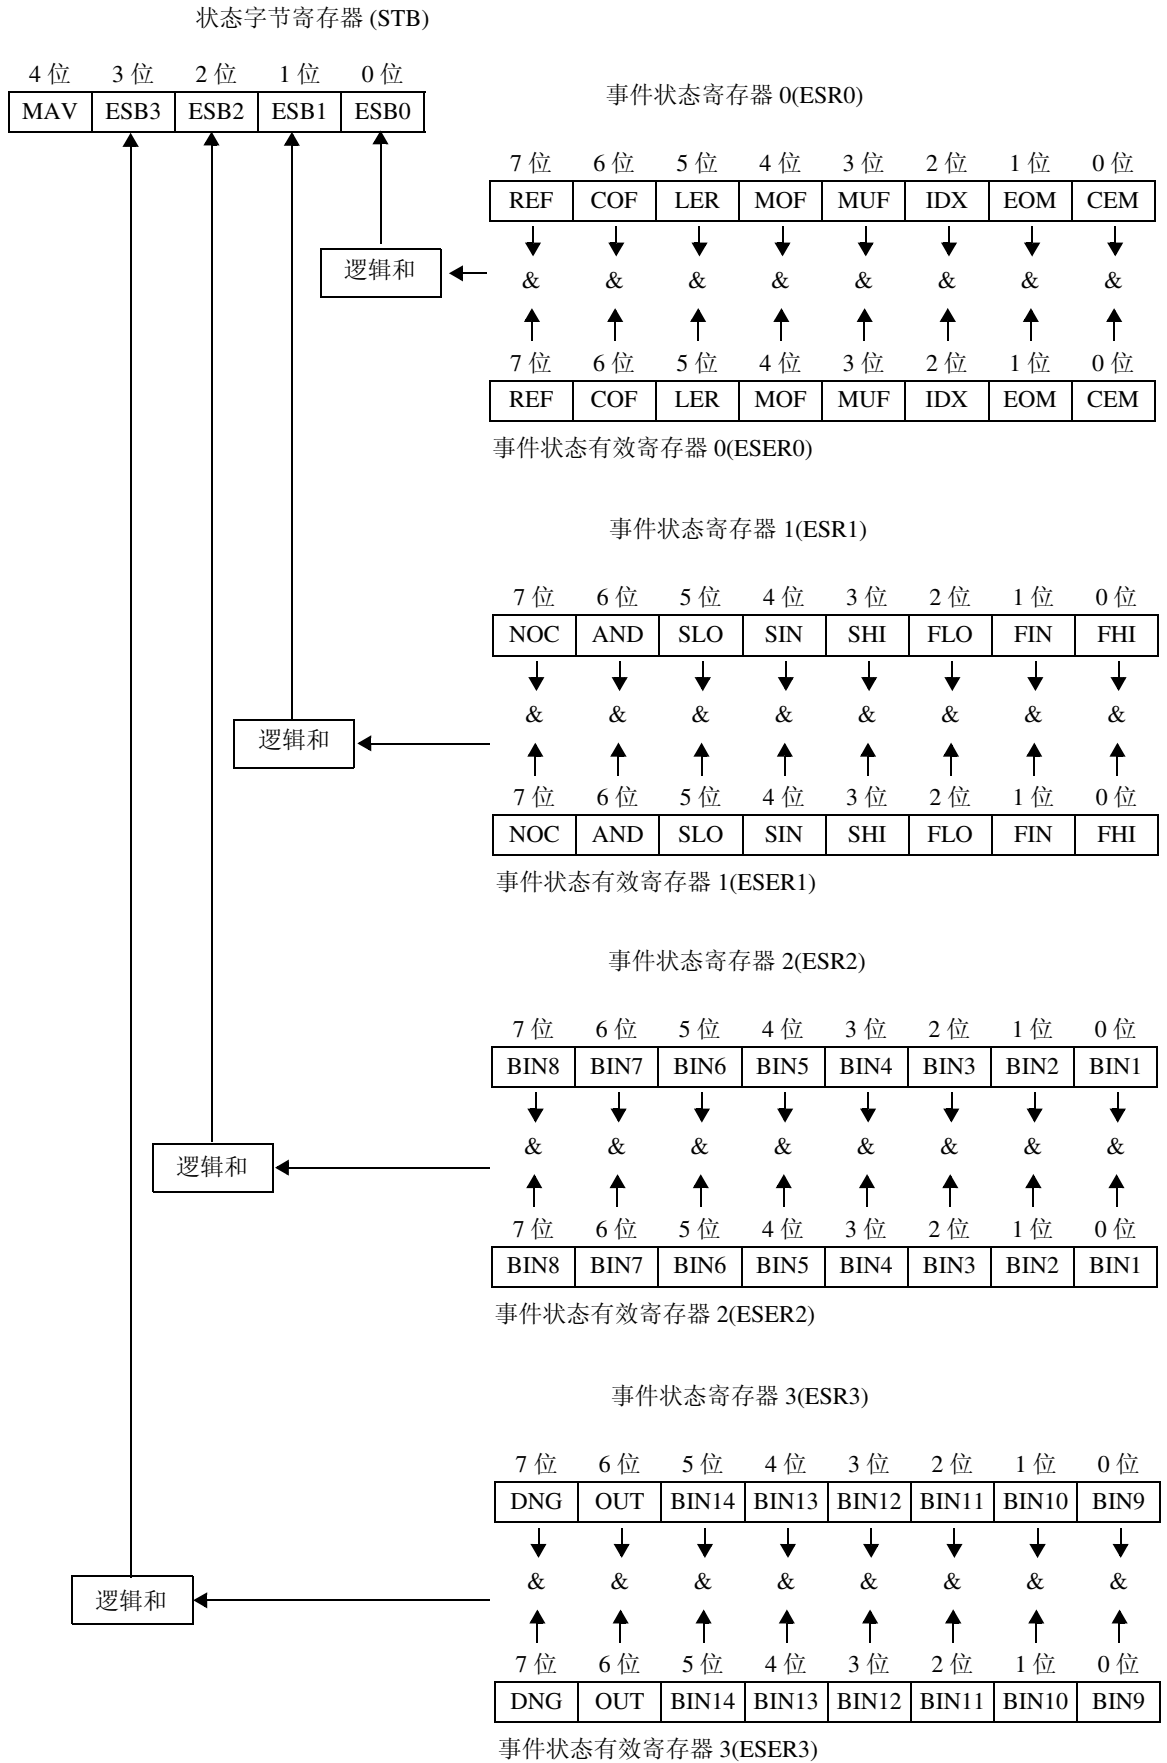 状态字节寄存器 (STB)
4 位 3 位 2 位 1 位 0 位
MAV ESB3 ESB2 ESB1 ESB0
事件状态寄存器 0(ESR0)
7 位 6 位 5 位 4 位 3 位 2 位 1 位 0 位
REF COF LER MOF MUF IDX EOM CEM
逻辑和
& & & & & & & &
7 位 6 位 5 位 4 位 3 位 2 位 1 位 0 位
REF COF LER MOF MUF IDX EOM CEM
事件状态有效寄存器 0(ESER0)
事件状态寄存器 1(ESR1)
7 位 6 位 5 位 4 位 3 位 2 位 1 位 0 位
NOC AND SLO SIN SHI FLO FIN FHI
& & & & & & & &
逻辑和
7 位 6 位 5 位 4 位 3 位 2 位 1 位 0 位
NOC AND SLO SIN SHI FLO FIN FHI
事件状态有效寄存器 1(ESER1)
事件状态寄存器 2(ESR2)
7 位 6 位 5 位 4 位 3 位 2 位 1 位 0 位
BIN8 BIN7 BIN6 BIN5 BIN4 BIN3 BIN2 BIN1
& & & & & & & &
逻辑和
7 位 6 位 5 位 4 位 3 位 2 位 1 位 0 位
BIN8 BIN7 BIN6 BIN5 BIN4 BIN3 BIN2 BIN1
事件状态有效寄存器 2(ESER2)
事件状态寄存器 3(ESR3)
7 位 6 位 5 位 4 位 3 位 2 位 1 位 0 位
DNG OUT BIN14 BIN13 BIN12 BIN11 BIN10 BIN9
& & & & & & & &
逻辑和
7 位 6 位 5 位 4 位 3 位 2 位 1 位 0 位
DNG OUT BIN14 BIN13 BIN12 BIN11 BIN10 BIN9
事件状态有效寄存器 3(ESER3)